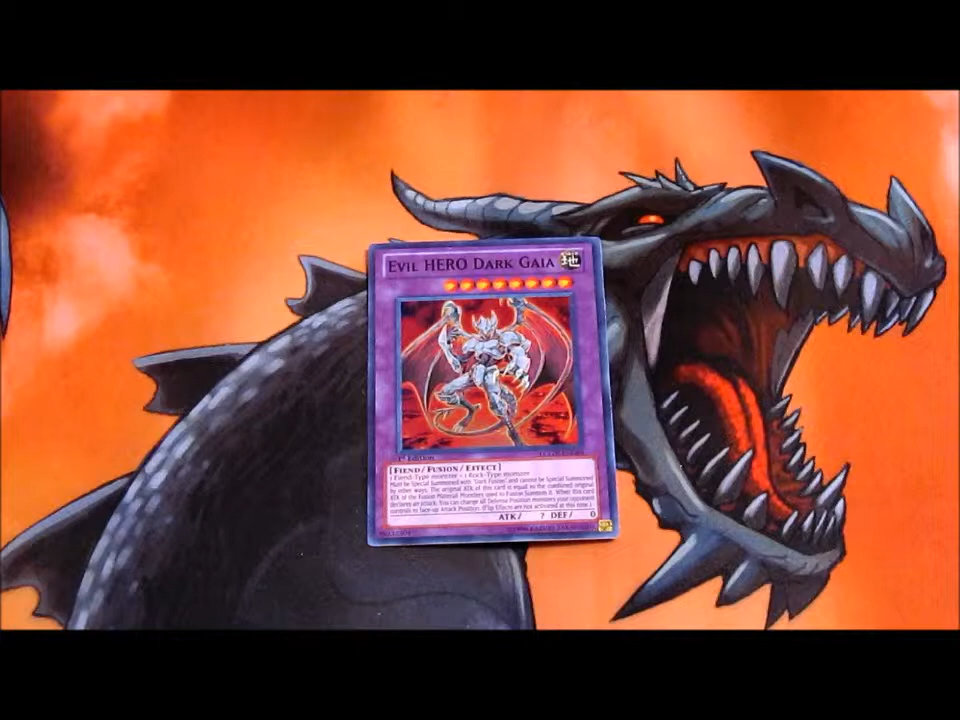 EVIL HERO DARK GAIA
地
1st Edition
[FIEND/FUSION/EFFECT]
1 Fiend-Type monster + 1 Rock-Type monster
Must be Special Summoned with "Dark Fusion" and cannot be Special Summoned
by other ways. The original ATK of this card is equal to the combined original
ATK of the Fusion Material Monsters used to Fusion Summon it. When this card
declares an attack: You can change all Defense Position monsters your opponent
controls to face-up Attack Position. (Flip Effects are not activated at this time.)
ATK/ ? DEF/ 0